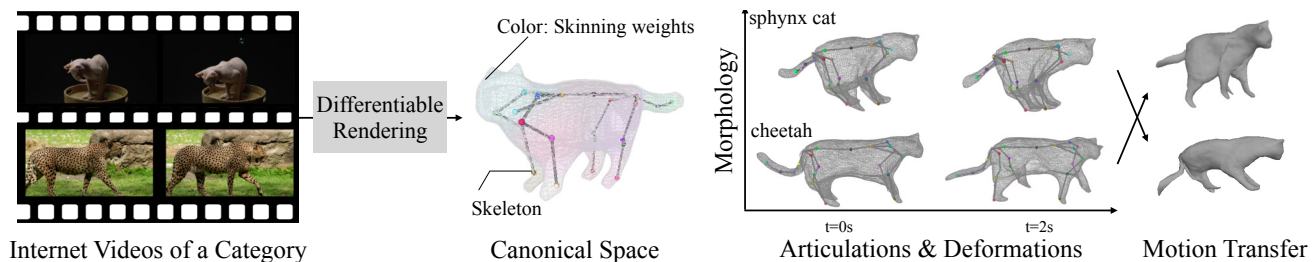 Color: Skinning weights
Differentiable
Rendering
Skeleton
Internet Videos of a Category
Canonical Space
Morphology
sphynx cat
cheetah
t=0s
t=2s
Articulations & Deformations
Motion Transfer